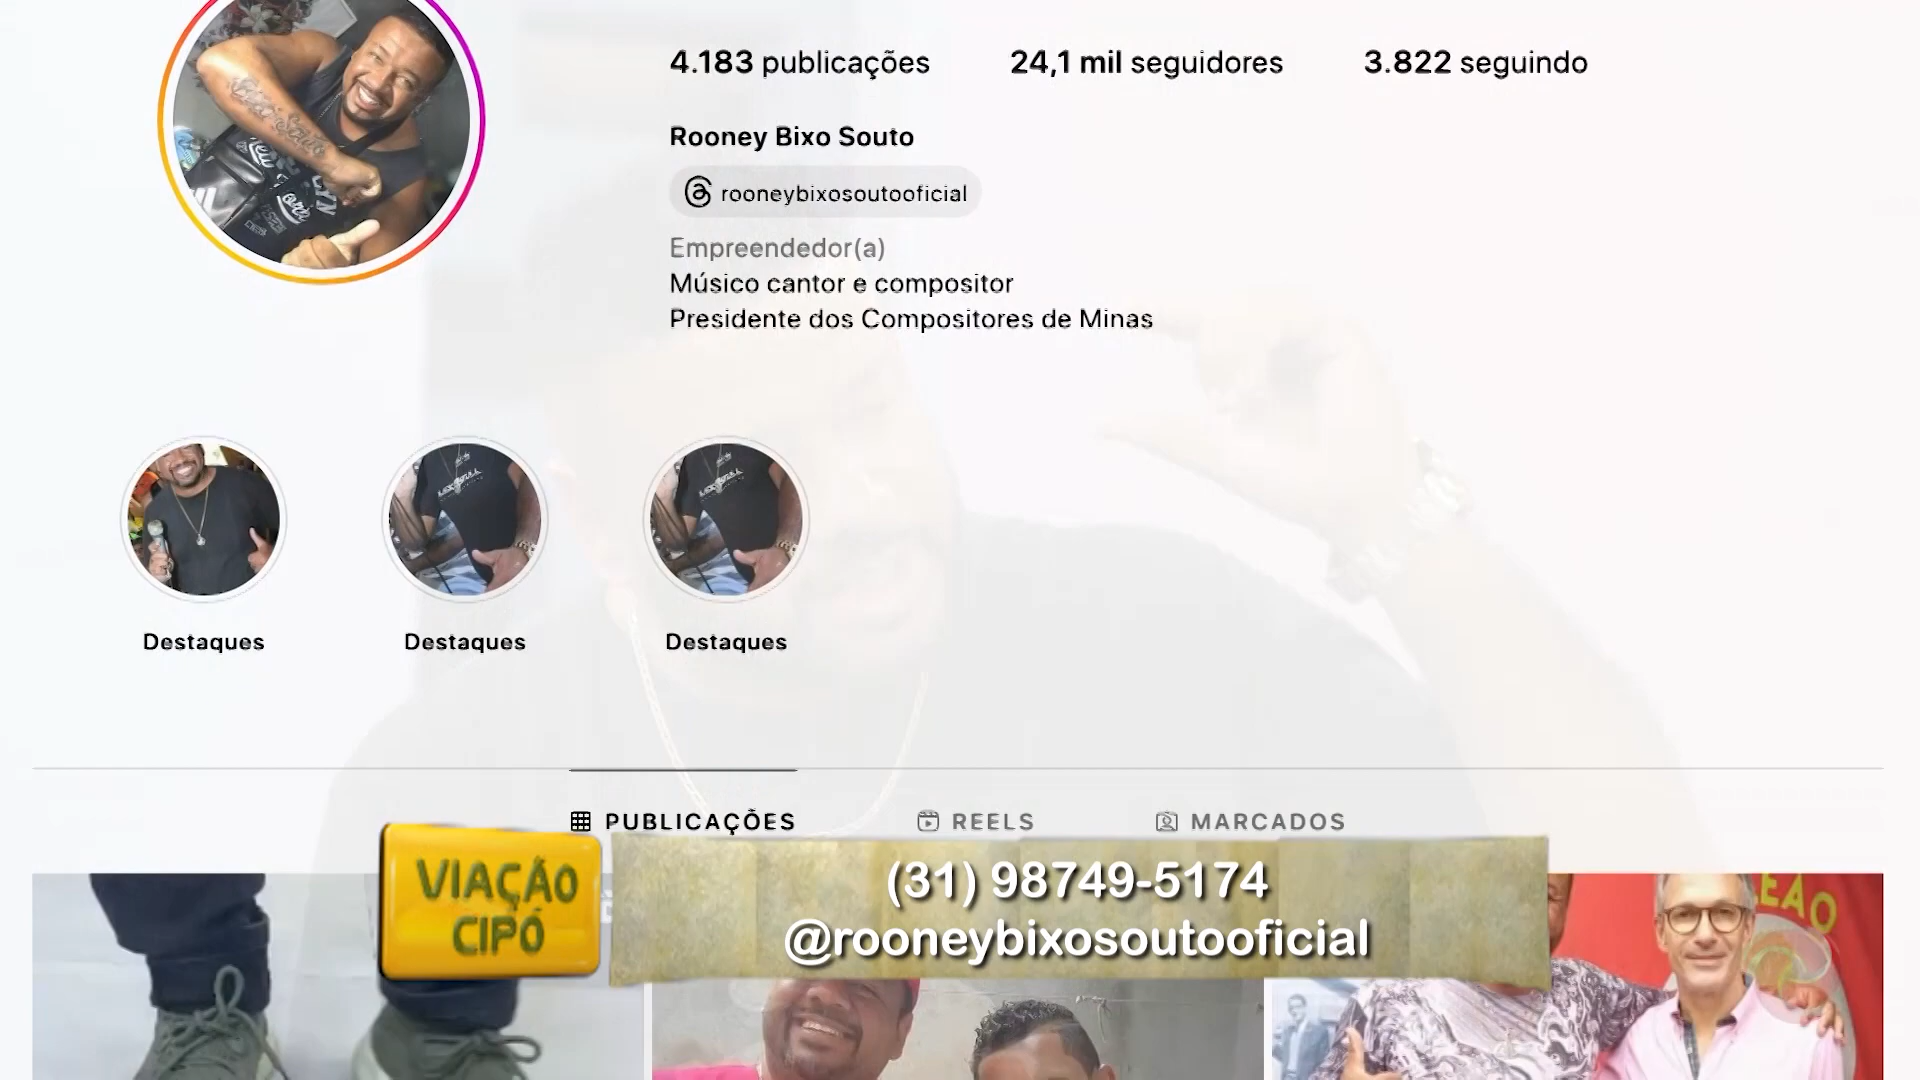 4.183 publicações
24,1 mil seguidores
3.822 seguindo
Rooney Bixo Souto
rooneybixosoutooficial
Empreendedor(a)
Músico cantor e compositor
Presidente dos Compositores de Minas
Destaques
Destaques
Destaques
PUBLICAÇÕES
REELS
MARCADOS
VIAÇÃO
CIPÓ
(31) 98749-5174
@rooneybixosoutooficial